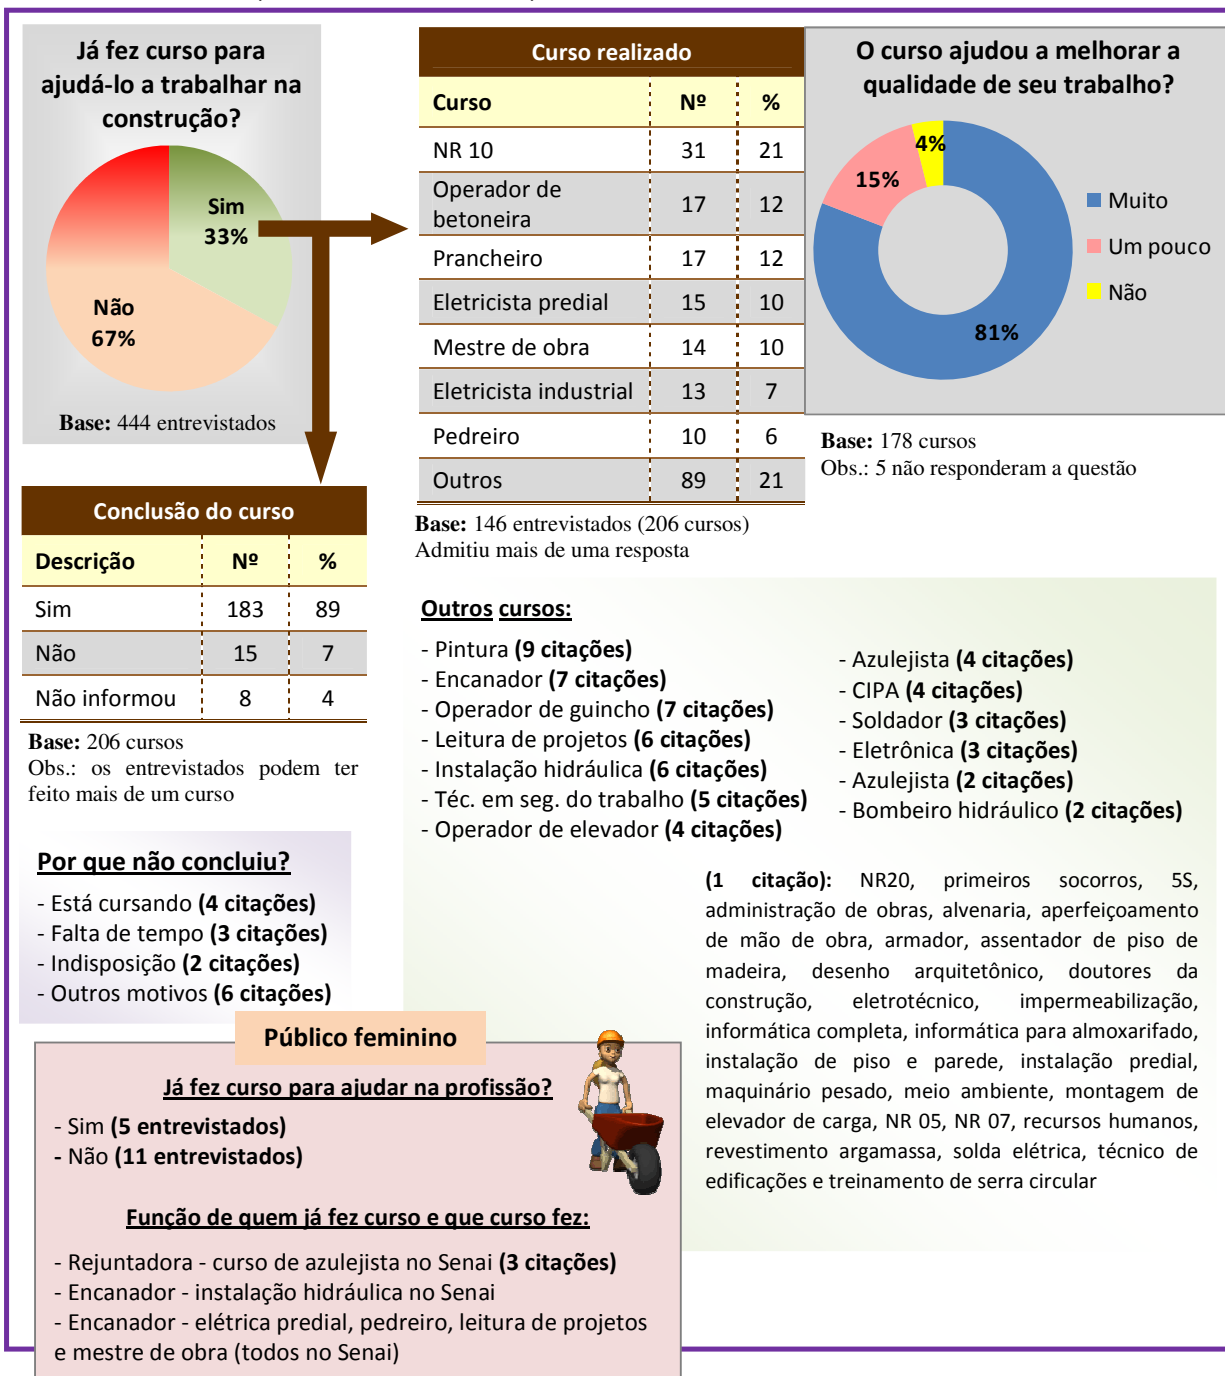 Já fez curso para
ajudá-lo a trabalhar na
construção?
Sim
33%
Não
67%
Base: 444 entrevistados
Curso realizado
Curso Nº %
NR 10 31 21
Operador de
betoneira 17 12
Prancheiro 17 12
Eletricista predial 15 10
Mestre de obra 14 10
Eletricista industrial 13 7
Pedreiro 10 6
Outros 89 21
Base: 146 entrevistados (206 cursos)
Admitiu mais de uma resposta
O curso ajudou a melhorar a
qualidade de seu trabalho?
4%
15%
81%
Muito
Um pouco
Não
Base: 178 cursos
Obs.: 5 não responderam a questão
Conclusão do curso
Descrição Nº %
Sim 183 89
Não 15 7
Não informou 8 4
Base: 206 cursos
Obs.: os entrevistados podem ter
feito mais de um curso
Por que não concluiu?
- Está cursando (4 citações)
- Falta de tempo (3 citações)
- Indisposição (2 citações)
- Outros motivos (6 citações)
Outros cursos:
- Pintura (9 citações)
- Encanador (7 citações)
- Operador de guincho (7 citações)
- Leitura de projetos (6 citações)
- Instalação hidráulica (6 citações)
- Téc. em seg. do trabalho (5 citações)
- Operador de elevador (4 citações)
- Azulejista (4 citações)
- CIPA (4 citações)
- Soldador (3 citações)
- Eletrônica (3 citações)
- Azulejista (2 citações)
- Bombeiro hidráulico (2 citações)
(1 citação): NR20, primeiros socorros, 5S,
administração de obras, alvenaria, aperfeiçoamento
de mão de obra, armador, assentador de piso de
madeira, desenho arquitetônico, doutores da
construção, eletrotécnico, impermeabilização,
informática completa, informática para almoxarifado,
instalação de piso e parede, instalação predial,
maquinário pesado, meio ambiente, montagem de
elevador de carga, NR 05, NR 07, recursos humanos,
revestimento argamassa, solda elétrica, técnico de
edificações e treinamento de serra circular
Público feminino
Já fez curso para ajudar na profissão?
- Sim (5 entrevistados)
- Não (11 entrevistados)
Função de quem já fez curso e que curso fez:
- Rejuntadora - curso de azulejista no Senai (3 citações)
- Encanador - instalação hidráulica no Senai
- Encanador - elétrica predial, pedreiro, leitura de projetos
e mestre de obra (todos no Senai)